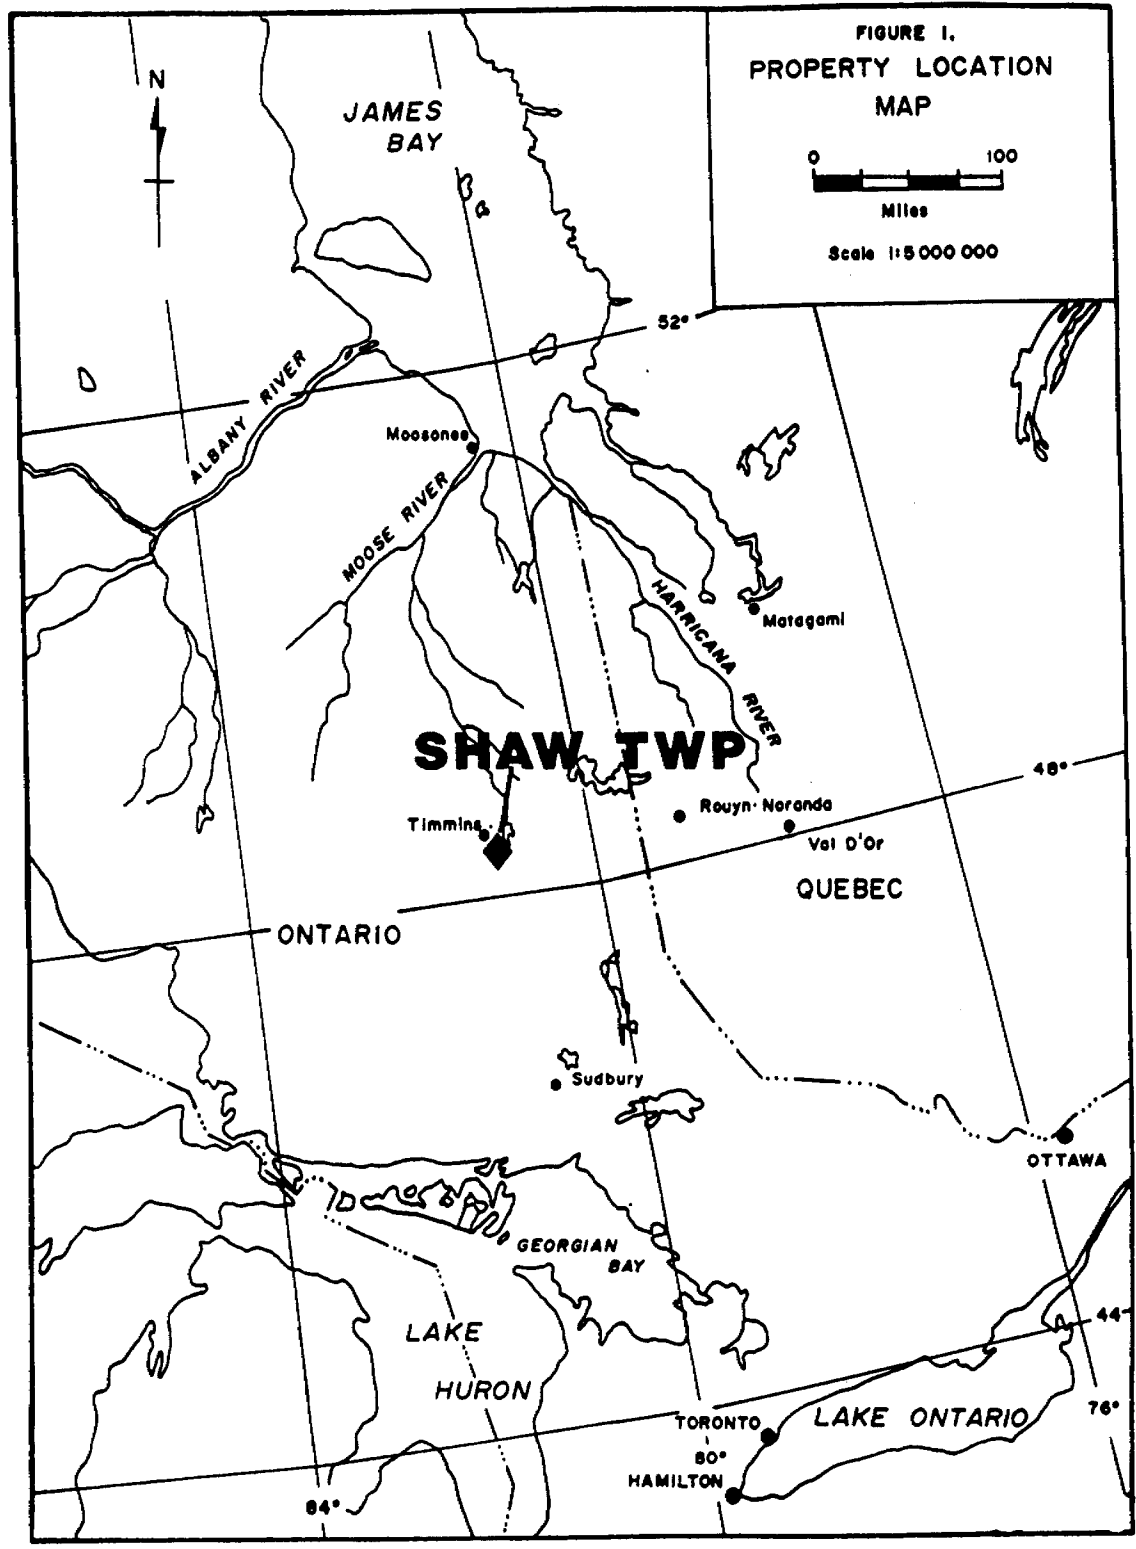 FIGURE 1.
PROPERTY LOCATION
MAP
0 100
Miles
Scale 1:5 000 000
N
JAMES
BAY
52°
ALBANY RIVER
Moosonee
MOOSE RIVER
HARRICANA RIVER
Matagami
SHAW TWP
48°
Rouyn-Noranda
Timmins
Val D'Or
QUEBEC
ONTARIO
Sudbury
OTTAWA
GEORGIAN
BAY
44°
LAKE
HURON
76°
LAKE ONTARIO
TORONTO
80°
HAMILTON
84°